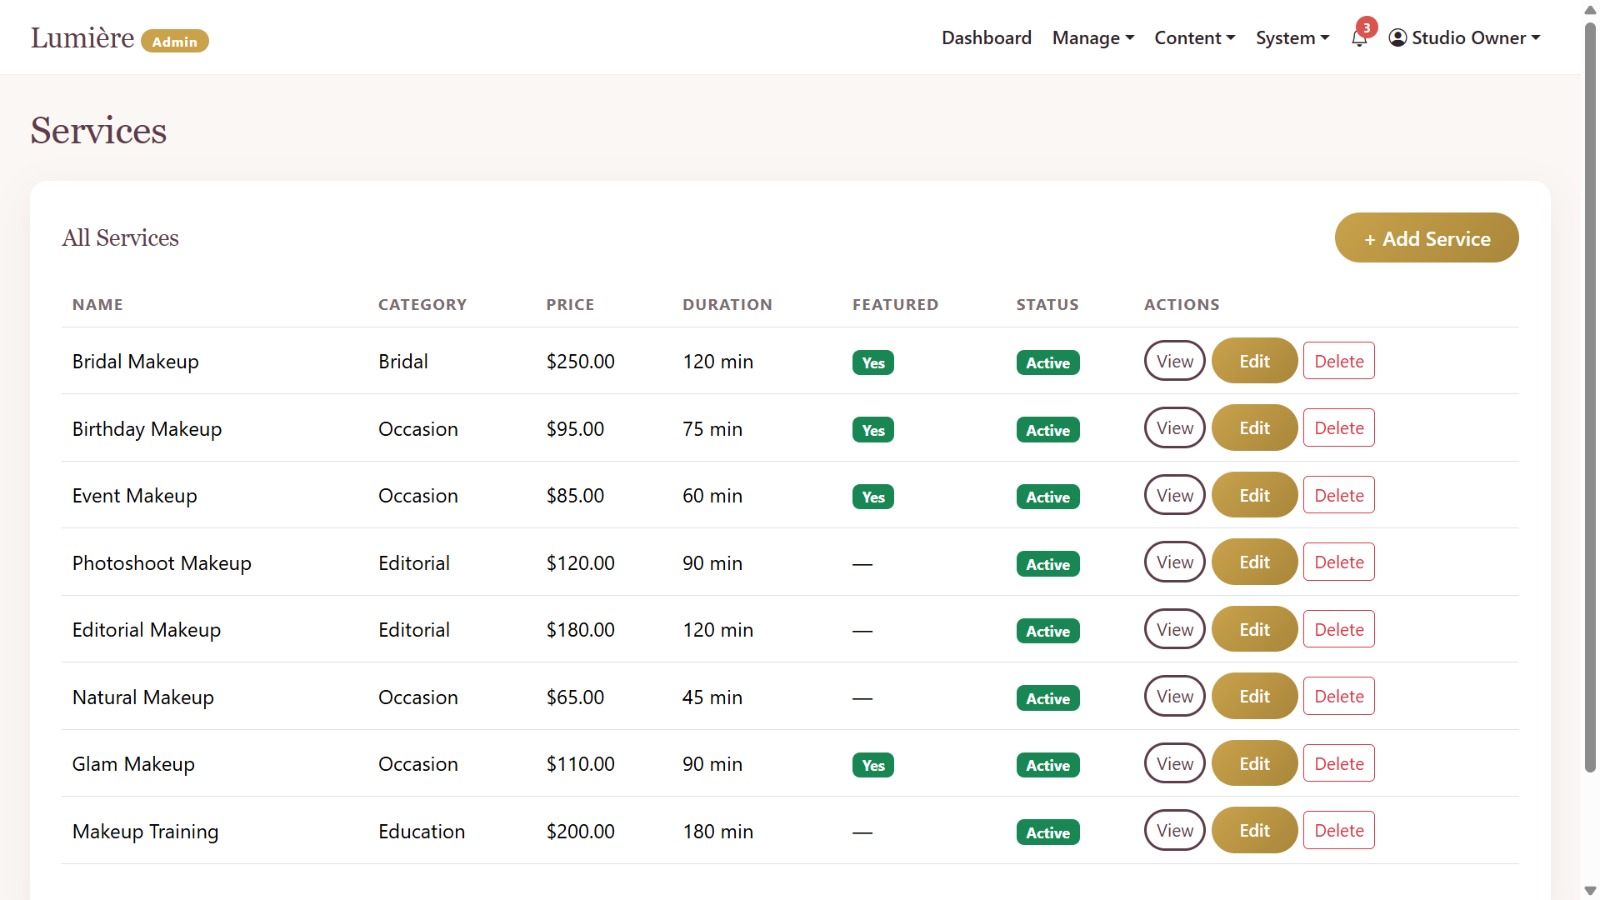 Lumière Admin Dashboard Manage Content System 3 Studio Owner
Services
All Services + Add Service
NAME CATEGORY PRICE DURATION FEATURED STATUS ACTIONS
Bridal Makeup Bridal $250.00 120 min Yes Active View Edit Delete
Birthday Makeup Occasion $95.00 75 min Yes Active View Edit Delete
Event Makeup Occasion $85.00 60 min Yes Active View Edit Delete
Photoshoot Makeup Editorial $120.00 90 min — Active View Edit Delete
Editorial Makeup Editorial $180.00 120 min — Active View Edit Delete
Natural Makeup Occasion $65.00 45 min — Active View Edit Delete
Glam Makeup Occasion $110.00 90 min Yes Active View Edit Delete
Makeup Training Education $200.00 180 min — Active View Edit Delete